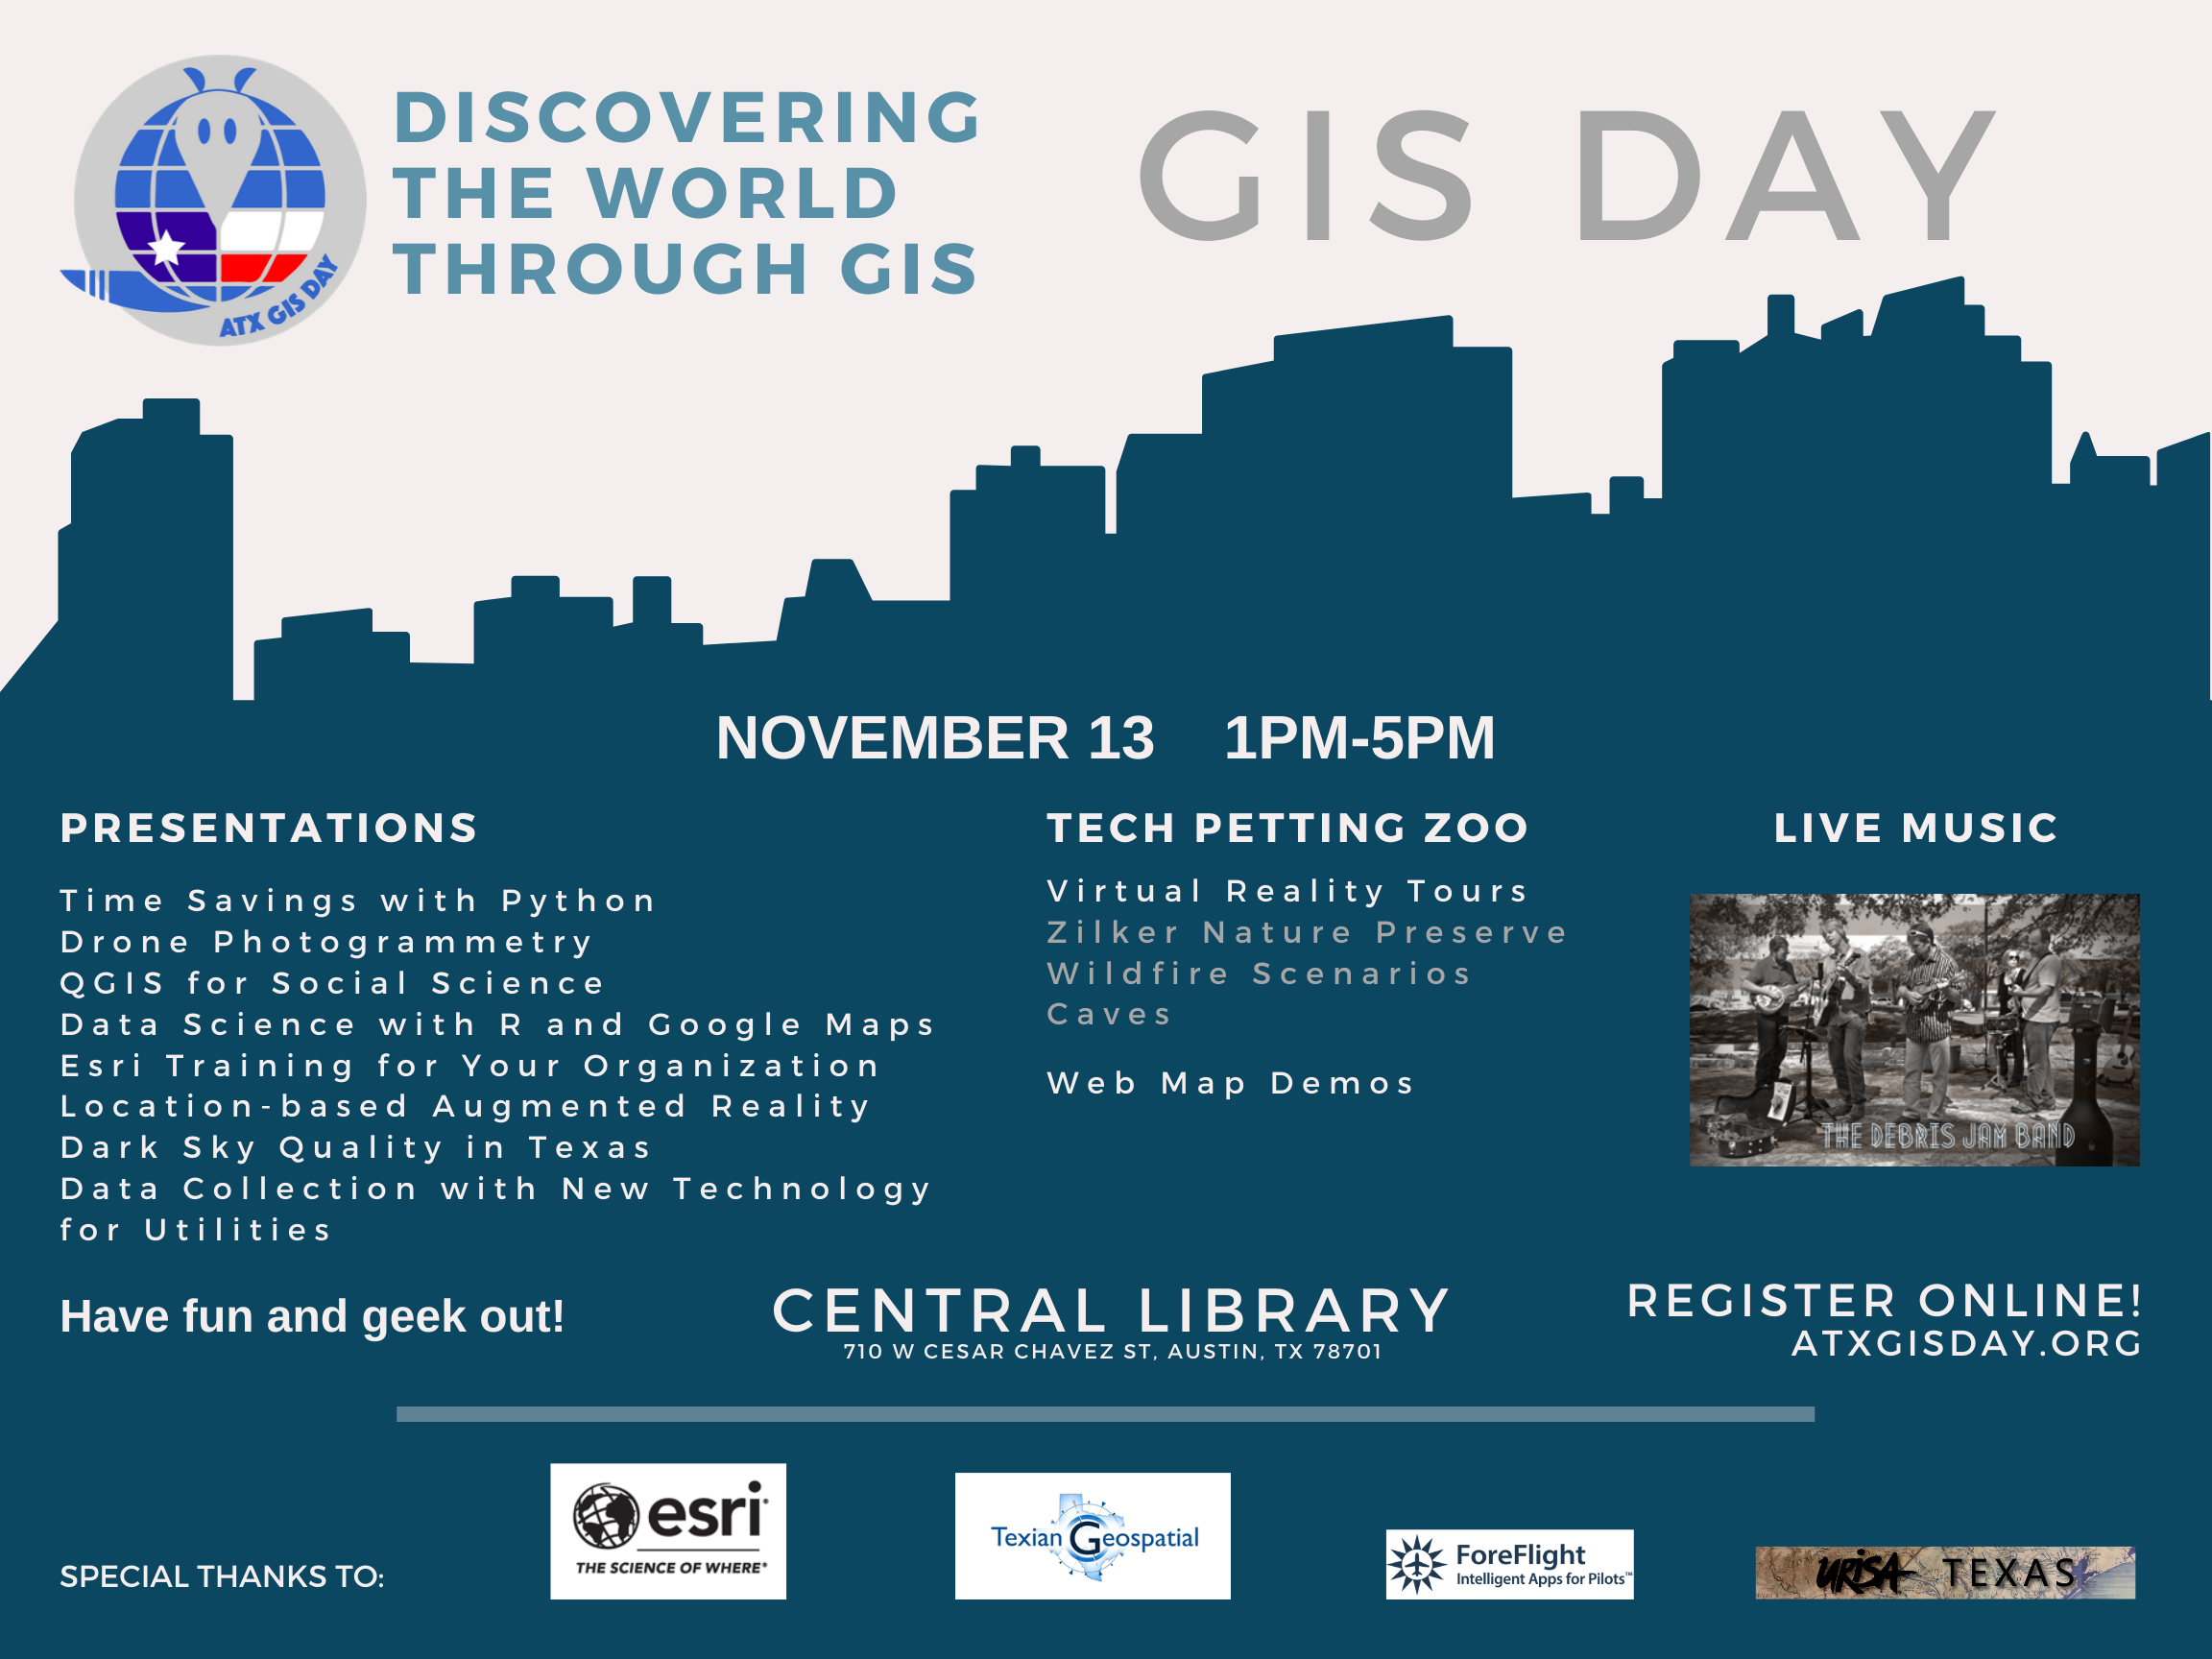 DISCOVERING
THE WORLD
THROUGH GIS
GIS DAY
ATX GIS DAY
NOVEMBER 13 1PM-5PM
PRESENTATIONS
Time Savings with Python
Drone Photogrammetry
QGIS for Social Science
Data Science with R and Google Maps
Esri Training for Your Organization
Location-based Augmented Reality
Dark Sky Quality in Texas
Data Collection with New Technology
for Utilities
TECH PETTING ZOO
Virtual Reality Tours
Zilker Nature Preserve
Wildfire Scenarios
Caves
Web Map Demos
LIVE MUSIC
THE DEBRIS JAM BAND
Have fun and geek out!
CENTRAL LIBRARY
710 W CESAR CHAVEZ ST, AUSTIN, TX 78701
REGISTER ONLINE!
ATXGISDAY.ORG
SPECIAL THANKS TO:
esri®
THE SCIENCE OF WHERE®
Texian Geospatial
ForeFlight
Intelligent Apps for Pilots™
URISA TEXAS